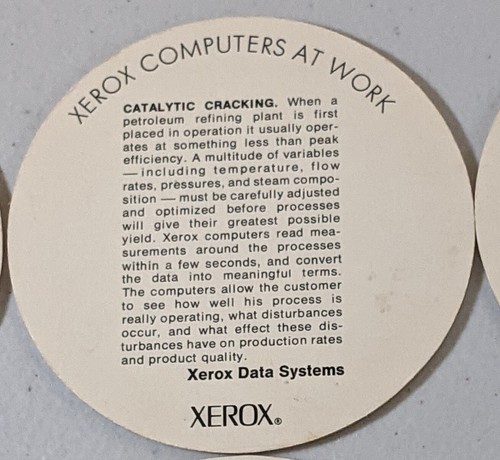 XEROX COMPUTERS AT WORK
CATALYTIC CRACKING. When a
petroleum refining plant is first
placed in operation it usually oper-
ates at something less than peak
efficiency. A multitude of variables
— including temperature, flow
rates, pressures, and steam compo-
sition — must be carefully adjusted
and optimized before processes
will give their greatest possible
yield. Xerox computers read mea-
surements around the processes
within a few seconds, and convert
the data into meaningful terms.
The computers allow the customer
to see how well his process is
really operating, what disturbances
occur, and what effect these dis-
turbances have on production rates
and product quality.
Xerox Data Systems
XEROX®